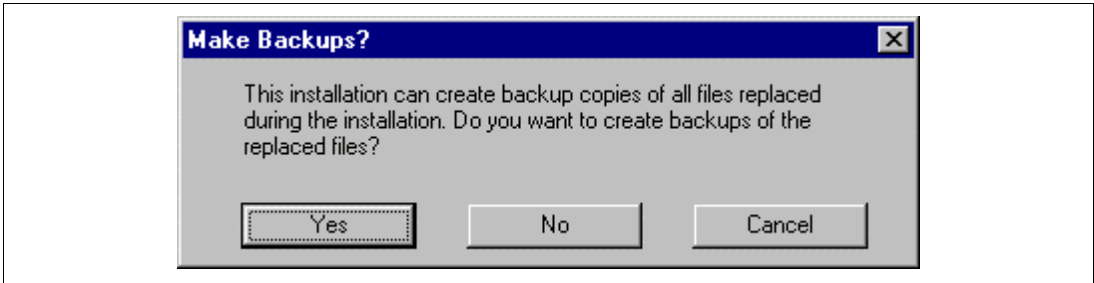 Make Backups?
This installation can create backup copies of all files replaced
during the installation. Do you want to create backups of the
replaced files?
Yes No Cancel